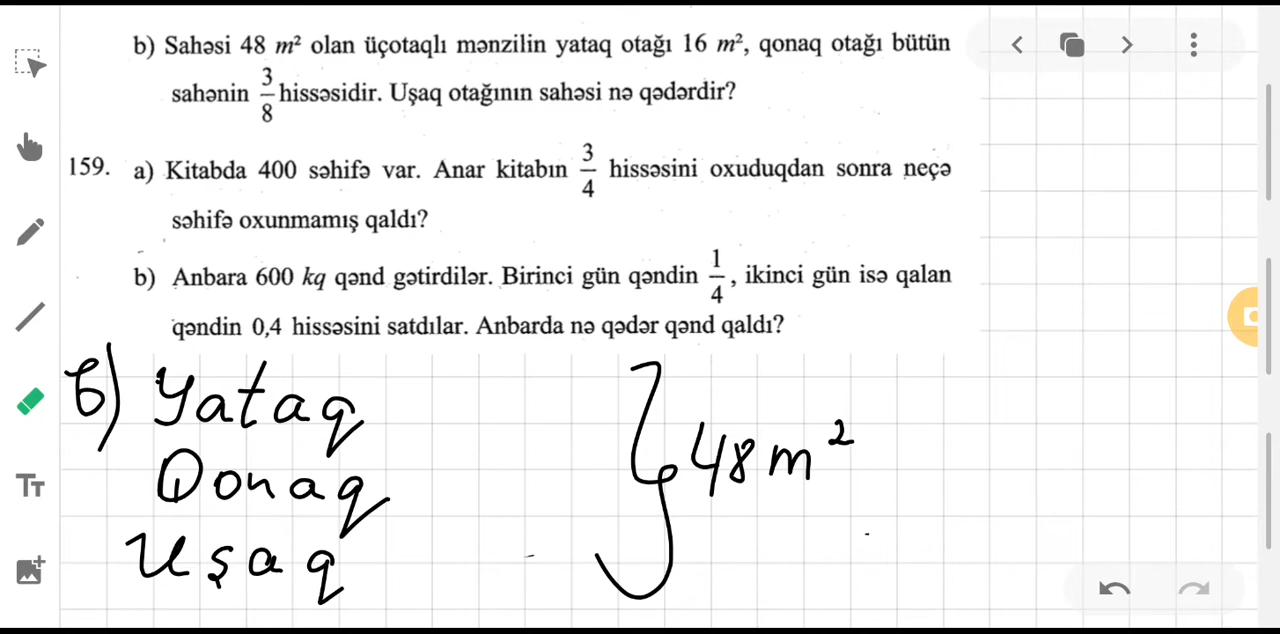 b) Sahəsi 48 m² olan üçotaqlı mənzilin yataq otağı 16 m², qonaq otağı bütün
sahənin 3/8 hissəsidir. Uşaq otağının sahəsi nə qədərdir?
159. a) Kitabda 400 səhifə var. Anar kitabın 3/4 hissəsini oxuduqdan sonra neçə
səhifə oxunmamış qaldı?
b) Anbara 600 kq qənd gətirdilər. Birinci gün qəndin 1/4, ikinci gün isə qalan
qəndin 0,4 hissəsini satdılar. Anbarda nə qədər qənd qaldı?
б) Yataq
Qonaq
Uşaq
48 m²
Tт